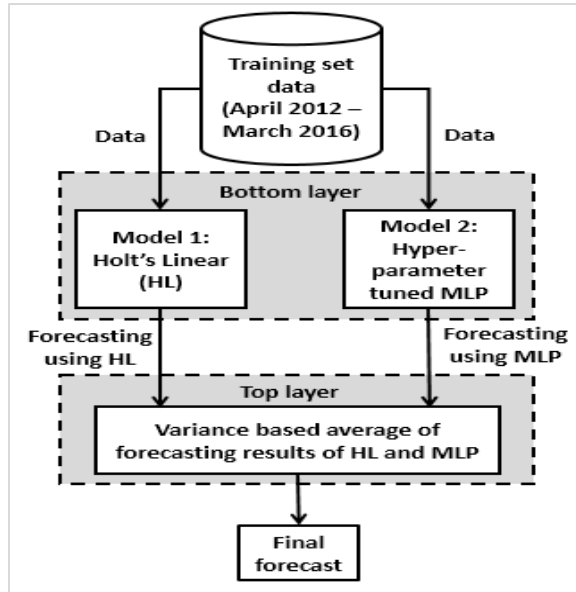 Training set
data
(April 2012 –
March 2016)
Data
Data
Bottom layer
Model 1:
Holt's Linear
(HL)
Model 2:
Hyper-
parameter
tuned MLP
Forecasting
using HL
Forecasting
using MLP
Top layer
Variance based average of
forecasting results of HL and MLP
Final
forecast